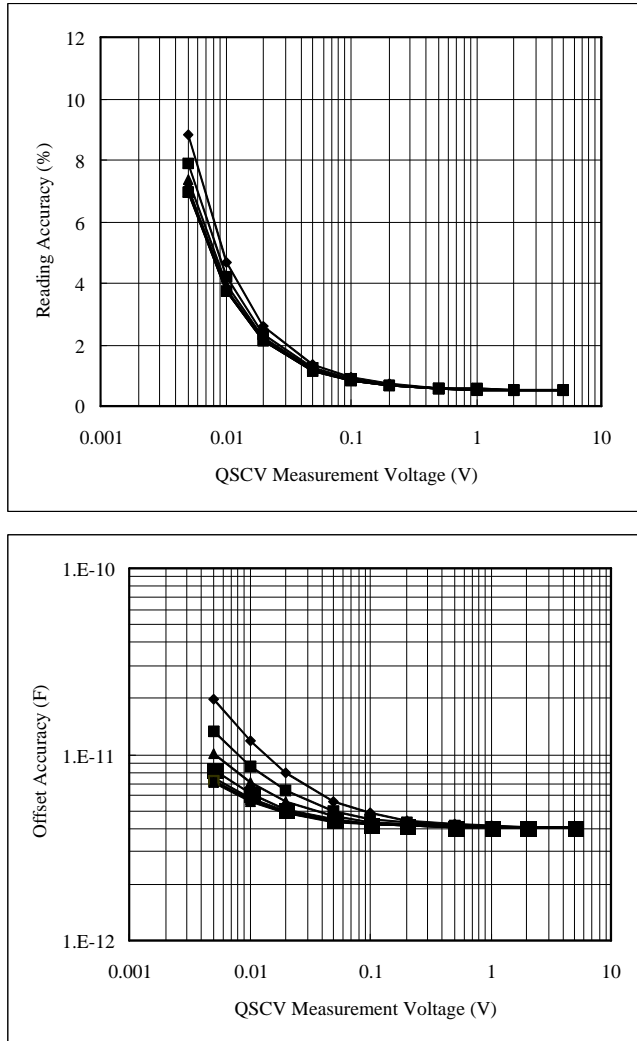 12
10
8
6
4
2
0
Reading Accuracy (%)
0.001 0.01 0.1 1 10
QSCV Measurement Voltage (V)
1.E-10
1.E-11
1.E-12
Offset Accuracy (F)
0.001 0.01 0.1 1 10
QSCV Measurement Voltage (V)